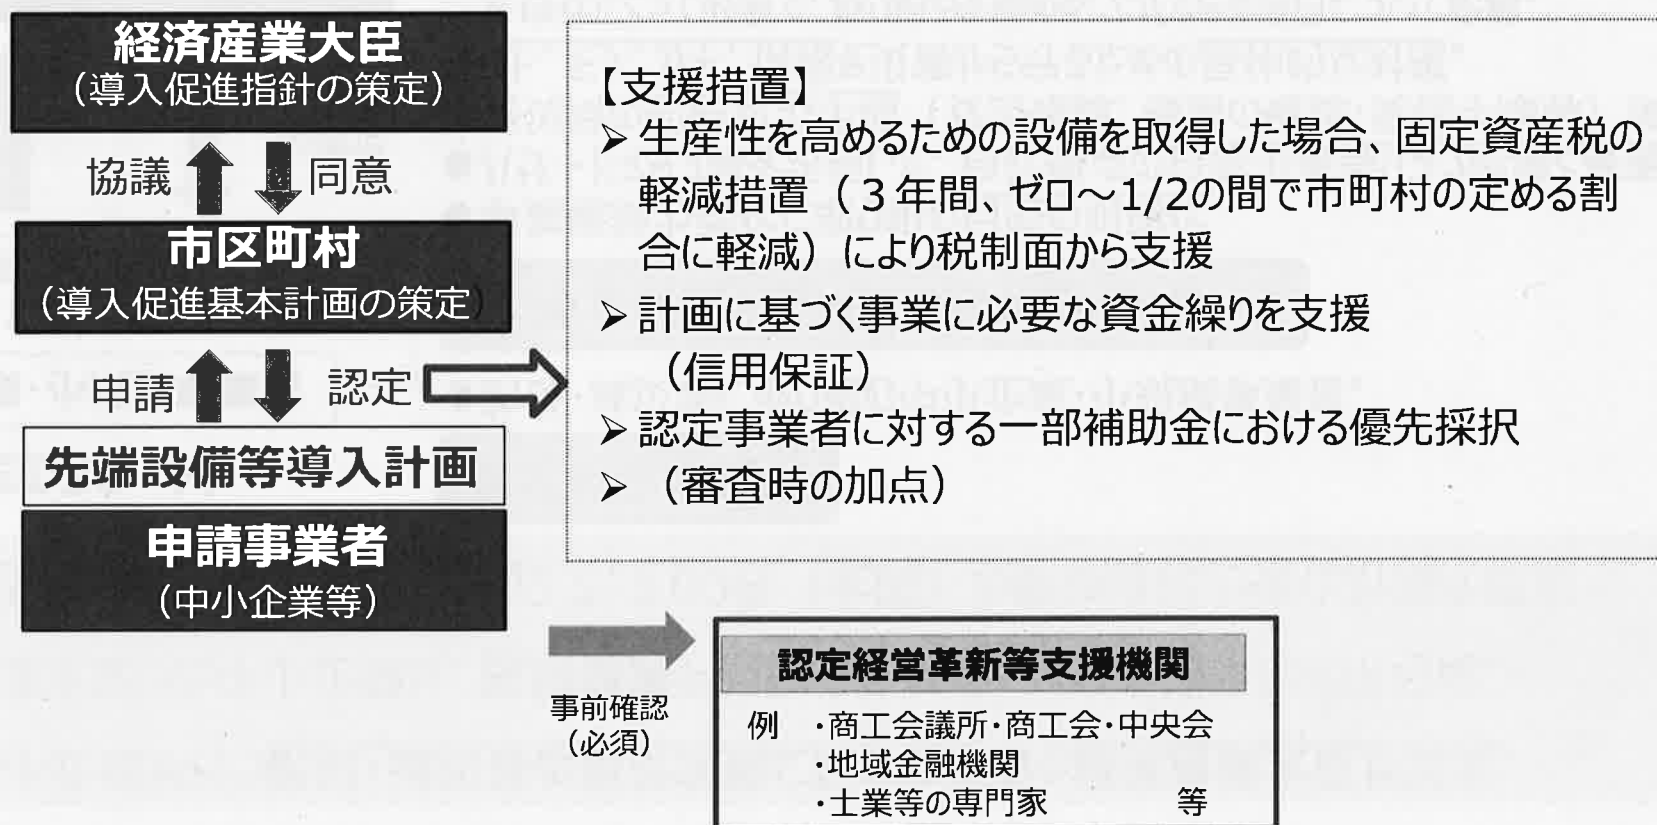 経済産業大臣
（導入促進指針の策定）
協議
同意
市区町村
（導入促進基本計画の策定）
申請
認定
先端設備等導入計画
申請事業者
（中小企業等）
【支援措置】
➢ 生産性を高めるための設備を取得した場合、固定資産税の
軽減措置（３年間、ゼロ～1/2の間で市町村の定める割
合に軽減）により税制面から支援
➢ 計画に基づく事業に必要な資金繰りを支援
（信用保証）
➢ 認定事業者に対する一部補助金における優先採択
➢ （審査時の加点）
事前確認
（必須）
認定経営革新等支援機関
例 ・商工会議所・商工会・中央会
・地域金融機関
・士業等の専門家 等